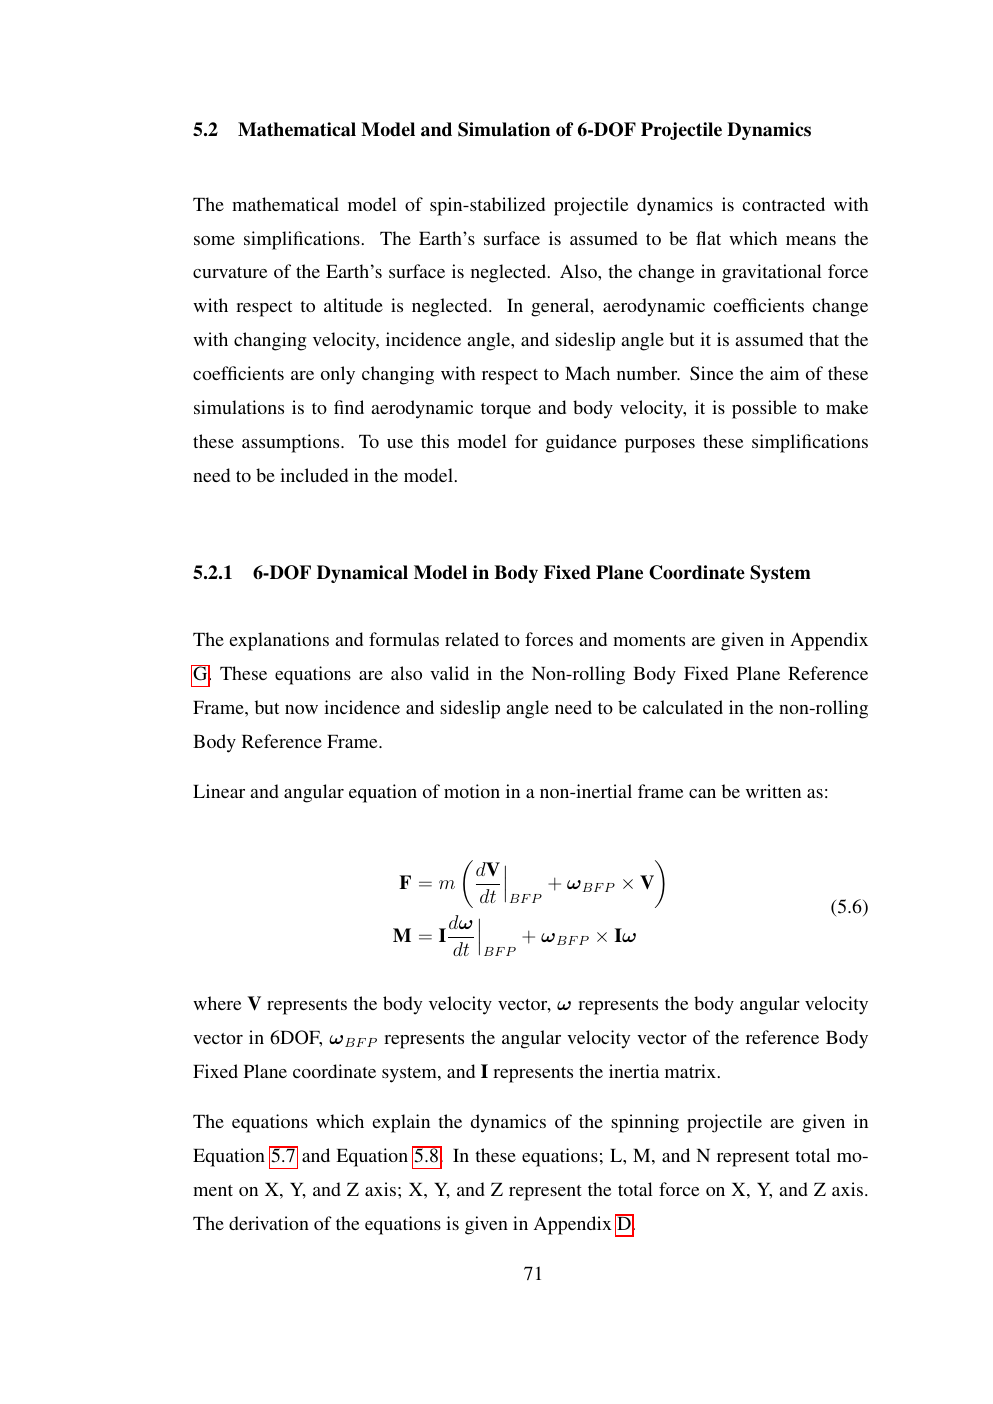 5.2 Mathematical Model and Simulation of 6-DOF Projectile Dynamics
The mathematical model of spin-stabilized projectile dynamics is contracted with
some simplifications. The Earth's surface is assumed to be flat which means the
curvature of the Earth's surface is neglected. Also, the change in gravitational force
with respect to altitude is neglected. In general, aerodynamic coefficients change
with changing velocity, incidence angle, and sideslip angle but it is assumed that the
coefficients are only changing with respect to Mach number. Since the aim of these
simulations is to find aerodynamic torque and body velocity, it is possible to make
these assumptions. To use this model for guidance purposes these simplifications
need to be included in the model.
5.2.1 6-DOF Dynamical Model in Body Fixed Plane Coordinate System
The explanations and formulas related to forces and moments are given in Appendix
G. These equations are also valid in the Non-rolling Body Fixed Plane Reference
Frame, but now incidence and sideslip angle need to be calculated in the non-rolling
Body Reference Frame.
Linear and angular equation of motion in a non-inertial frame can be written as:
F = m ( dV/dt |_BFP + ω_BFP × V )
M = I dω/dt |_BFP + ω_BFP × Iω
(5.6)
where V represents the body velocity vector, ω represents the body angular velocity
vector in 6DOF, ω_BFP represents the angular velocity vector of the reference Body
Fixed Plane coordinate system, and I represents the inertia matrix.
The equations which explain the dynamics of the spinning projectile are given in
Equation 5.7 and Equation 5.8. In these equations; L, M, and N represent total mo-
ment on X, Y, and Z axis; X, Y, and Z represent the total force on X, Y, and Z axis.
The derivation of the equations is given in Appendix D.
71